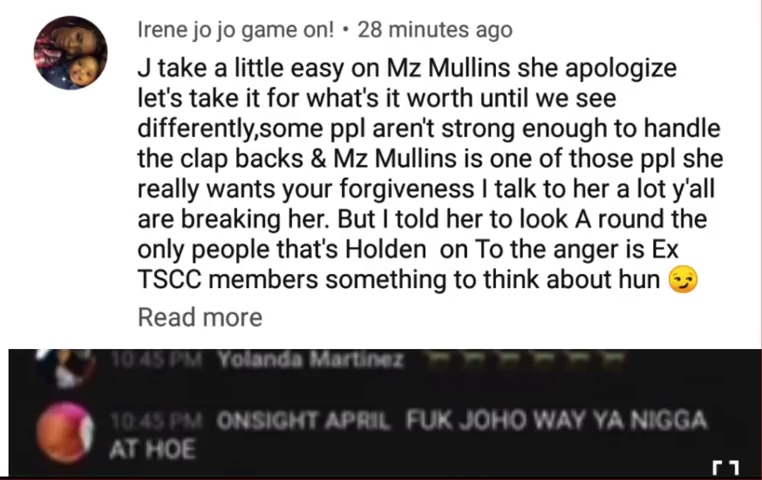 Irene jo jo game on! • 28 minutes ago
J take a little easy on Mz Mullins she apologize
let's take it for what's it worth until we see
differently,some ppl aren't strong enough to handle
the clap backs & Mz Mullins is one of those ppl she
really wants your forgiveness I talk to her a lot y'all
are breaking her. But I told her to look A round the
only people that's Holden on To the anger is Ex
TSCC members something to think about hun 😏
Read more
10:45 PM Yolanda Martinez
10:45 PM ONSIGHT APRIL FUK JOHO WAY YA NIGGA
AT HOE